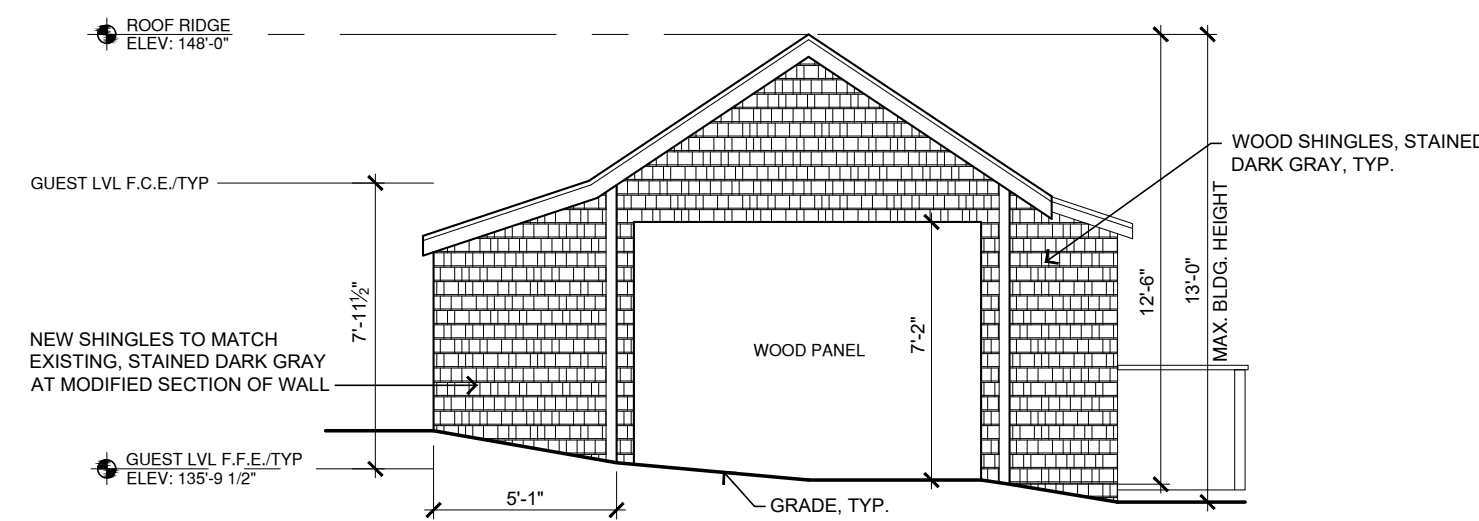 ROOF RIDGE
ELEV: 148'-0"
WOOD SHINGLES, STAINED
DARK GRAY, TYP.
GUEST LVL F.C.E./TYP
7'-11½"
NEW SHINGLES TO MATCH
EXISTING, STAINED DARK GRAY
AT MODIFIED SECTION OF WALL
WOOD PANEL
7'-2"
12'-6"
13'-0"
MAX. BLDG. HEIGHT
GUEST LVL F.F.E./TYP
ELEV: 135'-9 1/2"
5'-1"
GRADE, TYP.